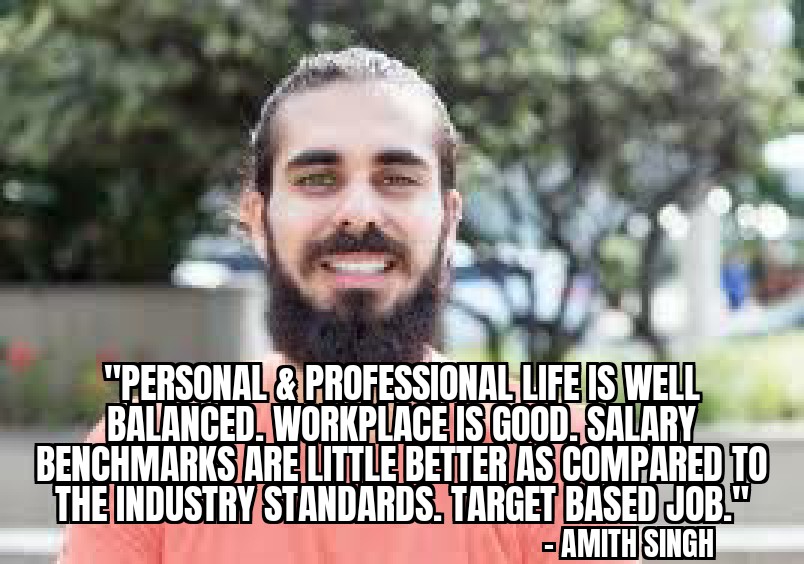 "PERSONAL & PROFESSIONAL LIFE IS WELL
BALANCED. WORKPLACE IS GOOD. SALARY
BENCHMARKS ARE LITTLE BETTER AS COMPARED TO
THE INDUSTRY STANDARDS. TARGET BASED JOB."
- AMITH SINGH